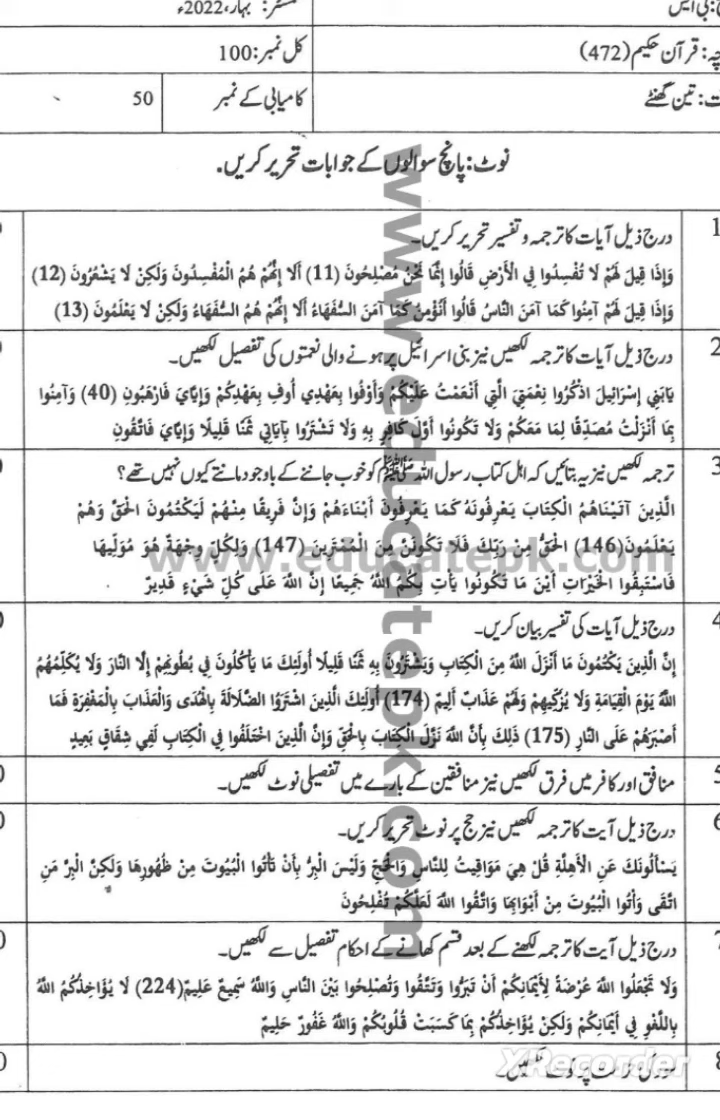 سمسٹر: بہار،2022ء
چہ: قرآن حکیم(472) کل نمبر:100
ت: تین گھنٹے کامیابی کے نمبر 50
نوٹ: پانچ سوالوں کے جوابات تحریر کریں۔
1 درج ذیل آیات کا ترجمہ و تفسیر تحریر کریں۔
وَإِذَا قِيلَ لَهُمْ لَا تُفْسِدُوا فِي الْأَرْضِ قَالُوا إِنَّمَا نَحْنُ مُصْلِحُونَ (11) أَلَا إِنَّهُمْ هُمُ الْمُفْسِدُونَ وَلَكِنْ لَا يَشْعُرُونَ (12)
وَإِذَا قِيلَ لَهُمْ آمِنُوا كَمَا آمَنَ النَّاسُ قَالُوا أَنُؤْمِنُ كَمَا آمَنَ السُّفَهَاءُ أَلَا إِنَّهُمْ هُمُ السُّفَهَاءُ وَلَكِنْ لَا يَعْلَمُونَ (13)
2 درج ذیل آیات کا ترجمہ لکھیں نیز بنی اسرائیل پر ہونے والی نعمتوں کی تفصیل لکھیں۔
يَابَنِي إِسْرَائِيلَ اذْكُرُوا نِعْمَتِيَ الَّتِي أَنْعَمْتُ عَلَيْكُمْ وَأَوْفُوا بِعَهْدِي أُوفِ بِعَهْدِكُمْ وَإِيَّايَ فَارْهَبُونِ (40) وَآمِنُوا
بِمَا أَنْزَلْتُ مُصَدِّقًا لِمَا مَعَكُمْ وَلَا تَكُونُوا أَوَّلَ كَافِرٍ بِهِ وَلَا تَشْتَرُوا بِآيَاتِي ثَمَنًا قَلِيلًا وَإِيَّايَ فَاتَّقُونِ
3 ترجمہ لکھیں نیز یہ بتائیں کہ اہل کتاب رسول اللہ ﷺ کو خوب جاننے کے باوجود مانتے کیوں نہیں تھے؟
الَّذِينَ آتَيْنَاهُمُ الْكِتَابَ يَعْرِفُونَهُ كَمَا يَعْرِفُونَ أَبْنَاءَهُمْ وَإِنَّ فَرِيقًا مِنْهُمْ لَيَكْتُمُونَ الْحَقَّ وَهُمْ
يَعْلَمُونَ(146) الْحَقُّ مِنْ رَبِّكَ فَلَا تَكُونَنَّ مِنَ الْمُمْتَرِينَ (147) وَلِكُلٍّ وِجْهَةٌ هُوَ مُوَلِّيهَا
فَاسْتَبِقُوا الْخَيْرَاتِ أَيْنَ مَا تَكُونُوا يَأْتِ بِكُمُ اللَّهُ جَمِيعًا إِنَّ اللَّهَ عَلَى كُلِّ شَيْءٍ قَدِيرٌ
4 درج ذیل آیات کی تفسیر بیان کریں۔
إِنَّ الَّذِينَ يَكْتُمُونَ مَا أَنْزَلَ اللَّهُ مِنَ الْكِتَابِ وَيَشْتَرُونَ بِهِ ثَمَنًا قَلِيلًا أُولَئِكَ مَا يَأْكُلُونَ فِي بُطُونِهِمْ إِلَّا النَّارَ وَلَا يُكَلِّمُهُمُ
اللَّهُ يَوْمَ الْقِيَامَةِ وَلَا يُزَكِّيهِمْ وَلَهُمْ عَذَابٌ أَلِيمٌ (174) أُولَئِكَ الَّذِينَ اشْتَرَوُا الضَّلَالَةَ بِالْهُدَى وَالْعَذَابَ بِالْمَغْفِرَةِ فَمَا
أَصْبَرَهُمْ عَلَى النَّارِ (175) ذَلِكَ بِأَنَّ اللَّهَ نَزَّلَ الْكِتَابَ بِالْحَقِّ وَإِنَّ الَّذِينَ اخْتَلَفُوا فِي الْكِتَابِ لَفِي شِقَاقٍ بَعِيدٍ
5 منافق اور کافر میں فرق لکھیں نیز منافقین کے بارے میں تفصیلی نوٹ لکھیں۔
6 درج ذیل آیت کا ترجمہ لکھیں نیز حج پر نوٹ تحریر کریں۔
يَسْأَلُونَكَ عَنِ الْأَهِلَّةِ قُلْ هِيَ مَوَاقِيتُ لِلنَّاسِ وَالْحَجِّ وَلَيْسَ الْبِرُّ بِأَنْ تَأْتُوا الْبُيُوتَ مِنْ ظُهُورِهَا وَلَكِنَّ الْبِرَّ مَنِ
اتَّقَى وَأْتُوا الْبُيُوتَ مِنْ أَبْوَابِهَا وَاتَّقُوا اللَّهَ لَعَلَّكُمْ تُفْلِحُونَ
7 درج ذیل آیت کا ترجمہ لکھنے کے بعد قسم کھانے کے احکام تفصیل سے لکھیں۔
وَلَا تَجْعَلُوا اللَّهَ عُرْضَةً لِأَيْمَانِكُمْ أَنْ تَبَرُّوا وَتَتَّقُوا وَتُصْلِحُوا بَيْنَ النَّاسِ وَاللَّهُ سَمِيعٌ عَلِيمٌ(224) لَا يُؤَاخِذُكُمُ اللَّهُ
بِاللَّغْوِ فِي أَيْمَانِكُمْ وَلَكِنْ يُؤَاخِذُكُمْ بِمَا كَسَبَتْ قُلُوبُكُمْ وَاللَّهُ غَفُورٌ حَلِيمٌ
8
www.educatepk.com
www.educatepk.com
XRecorder